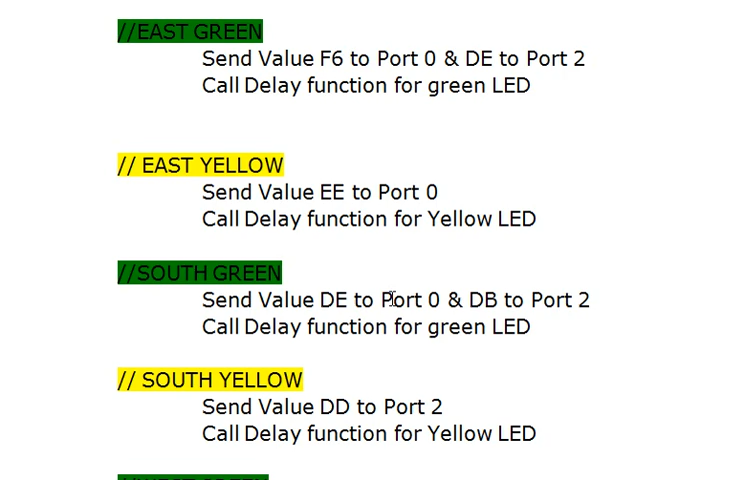 //EAST GREEN
Send Value F6 to Port 0 & DE to Port 2
Call Delay function for green LED
// EAST YELLOW
Send Value EE to Port 0
Call Delay function for Yellow LED
//SOUTH GREEN
Send Value DE to Port 0 & DB to Port 2
Call Delay function for green LED
// SOUTH YELLOW
Send Value DD to Port 2
Call Delay function for Yellow LED